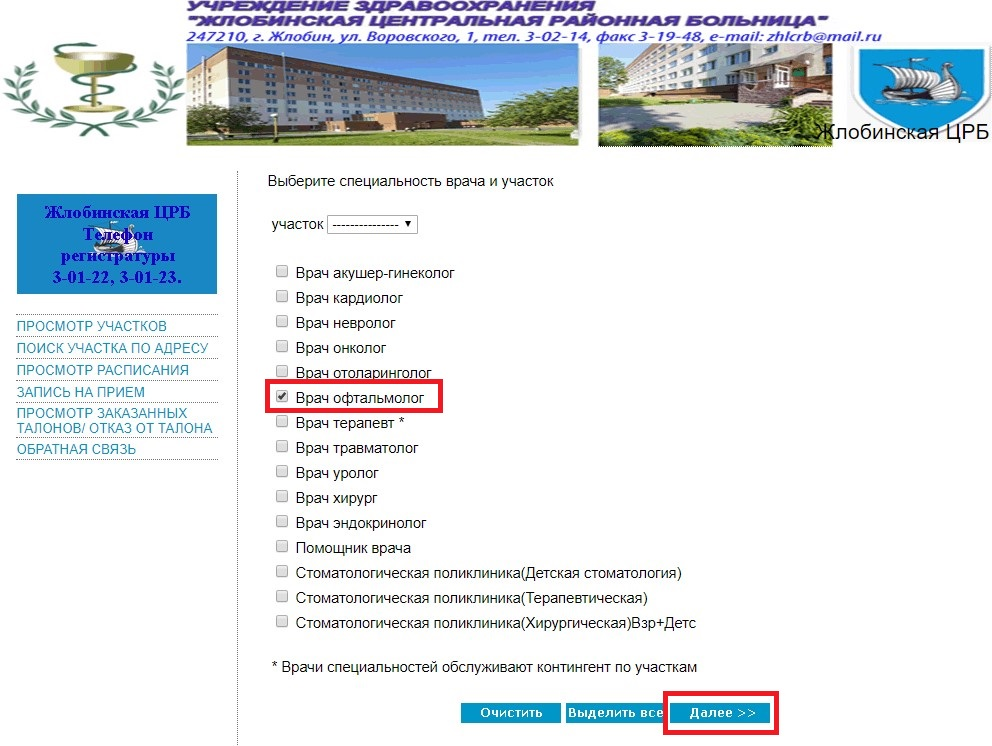 УЧРЕЖДЕНИЕ ЗДРАВООХРАНЕНИЯ
"ЖЛОБИНСКАЯ ЦЕНТРАЛЬНАЯ РАЙОННАЯ БОЛЬНИЦА"
247210, г. Жлобин, ул. Воровского, 1, тел. 3-02-14, факс 3-19-48, e-mail: zhlcrb@mail.ru
Жлобинская ЦРБ
Жлобинская ЦРБ
Телефон
регистратуры
3-01-22, 3-01-23.
ПРОСМОТР УЧАСТКОВ
ПОИСК УЧАСТКА ПО АДРЕСУ
ПРОСМОТР РАСПИСАНИЯ
ЗАПИСЬ НА ПРИЕМ
ПРОСМОТР ЗАКАЗАННЫХ
ТАЛОНОВ/ ОТКАЗ ОТ ТАЛОНА
ОБРАТНАЯ СВЯЗЬ
Выберите специальность врача и участок
участок ---------------
Врач акушер-гинеколог
Врач кардиолог
Врач невролог
Врач онколог
Врач отоларинголог
Врач офтальмолог
Врач терапевт *
Врач травматолог
Врач уролог
Врач хирург
Врач эндокринолог
Помощник врача
Стоматологическая поликлиника(Детская стоматология)
Стоматологическая поликлиника(Терапевтическая)
Стоматологическая поликлиника(Хирургическая)Взр+Детс
* Врачи специальностей обслуживают контингент по участкам
Очистить Выделить все Далее >>